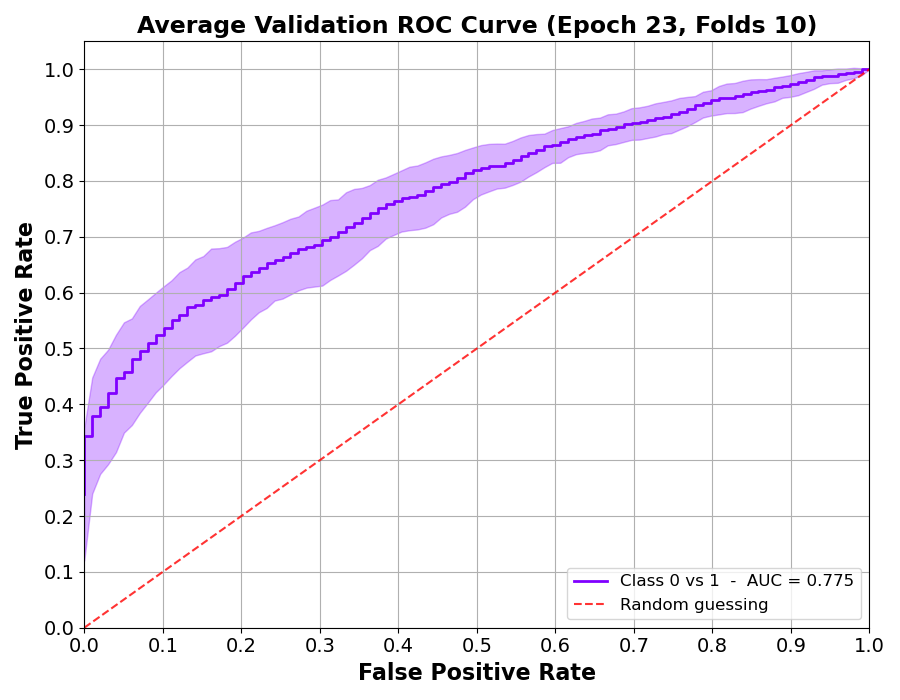 Average Validation ROC Curve (Epoch 23, Folds 10)
True Positive Rate
1.0
0.9
0.8
0.7
0.6
0.5
0.4
0.3
0.2
0.1
0.0
Class 0 vs 1 - AUC = 0.775
Random guessing
0.0 0.1 0.2 0.3 0.4 0.5 0.6 0.7 0.8 0.9 1.0
False Positive Rate